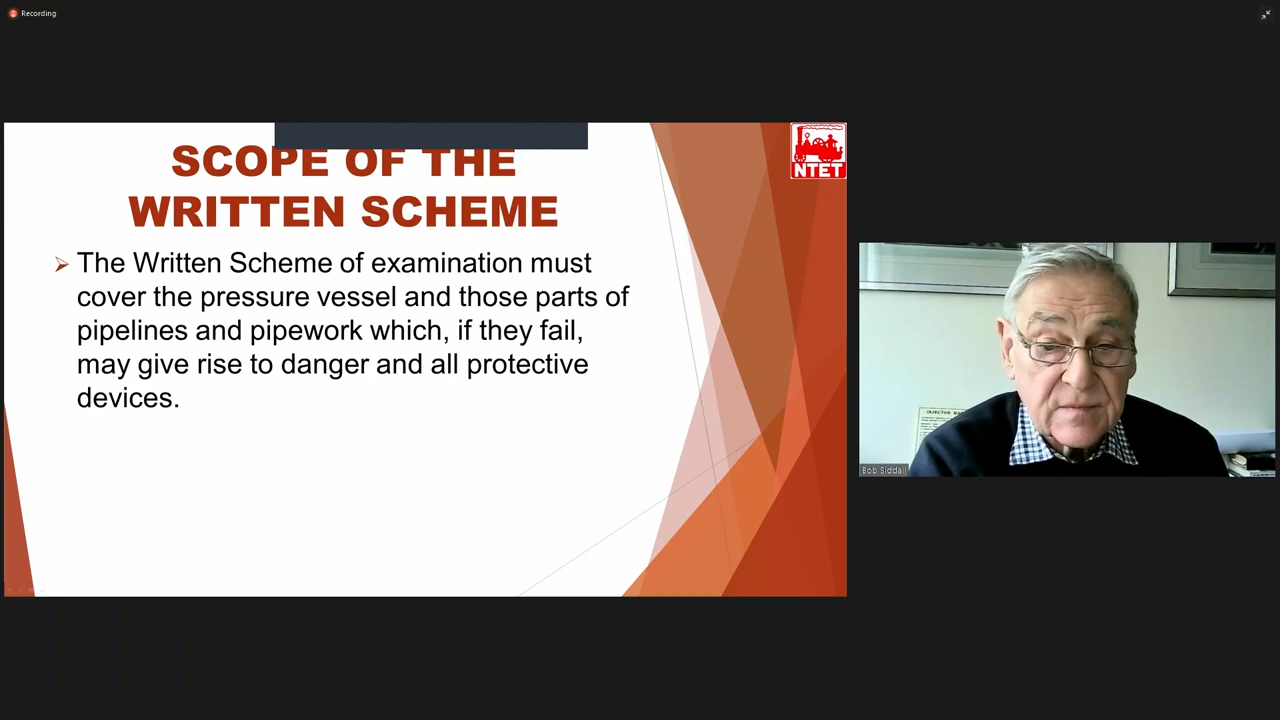 Recording
SCOPE OF THE
WRITTEN SCHEME
NTET
The Written Scheme of examination must
cover the pressure vessel and those parts of
pipelines and pipework which, if they fail,
may give rise to danger and all protective
devices.
INJECTOR
Bob Siddall